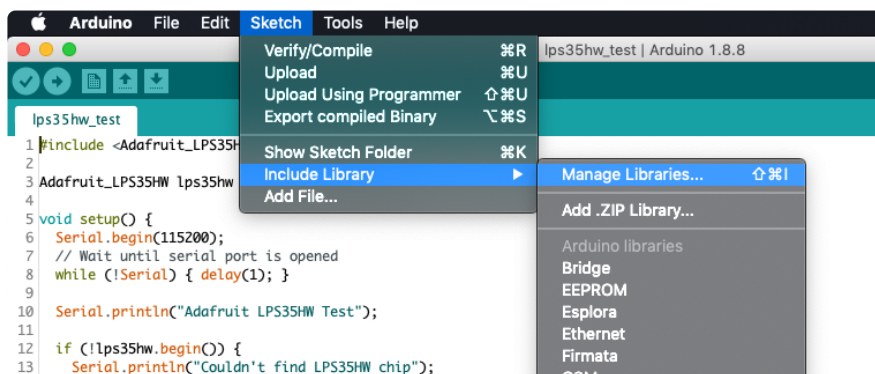 Arduino File Edit Sketch Tools Help
lps35hw_test | Arduino 1.8.8
Verify/Compile ⌘R
Upload ⌘U
Upload Using Programmer ⇧⌘U
Export compiled Binary ⌥⌘S
Show Sketch Folder ⌘K
Include Library ▶
Add File...
Manage Libraries... ⇧⌘I
Add .ZIP Library...
Arduino libraries
Bridge
EEPROM
Esplora
Ethernet
Firmata
lps35hw_test
1 #include <Adafruit_LPS35H
2
3 Adafruit_LPS35HW lps35hw
4
5 void setup() {
6 Serial.begin(115200);
7 // Wait until serial port is opened
8 while (!Serial) { delay(1); }
9
10 Serial.println("Adafruit LPS35HW Test");
11
12 if (!lps35hw.begin()) {
13 Serial.println("Couldn't find LPS35HW chip");